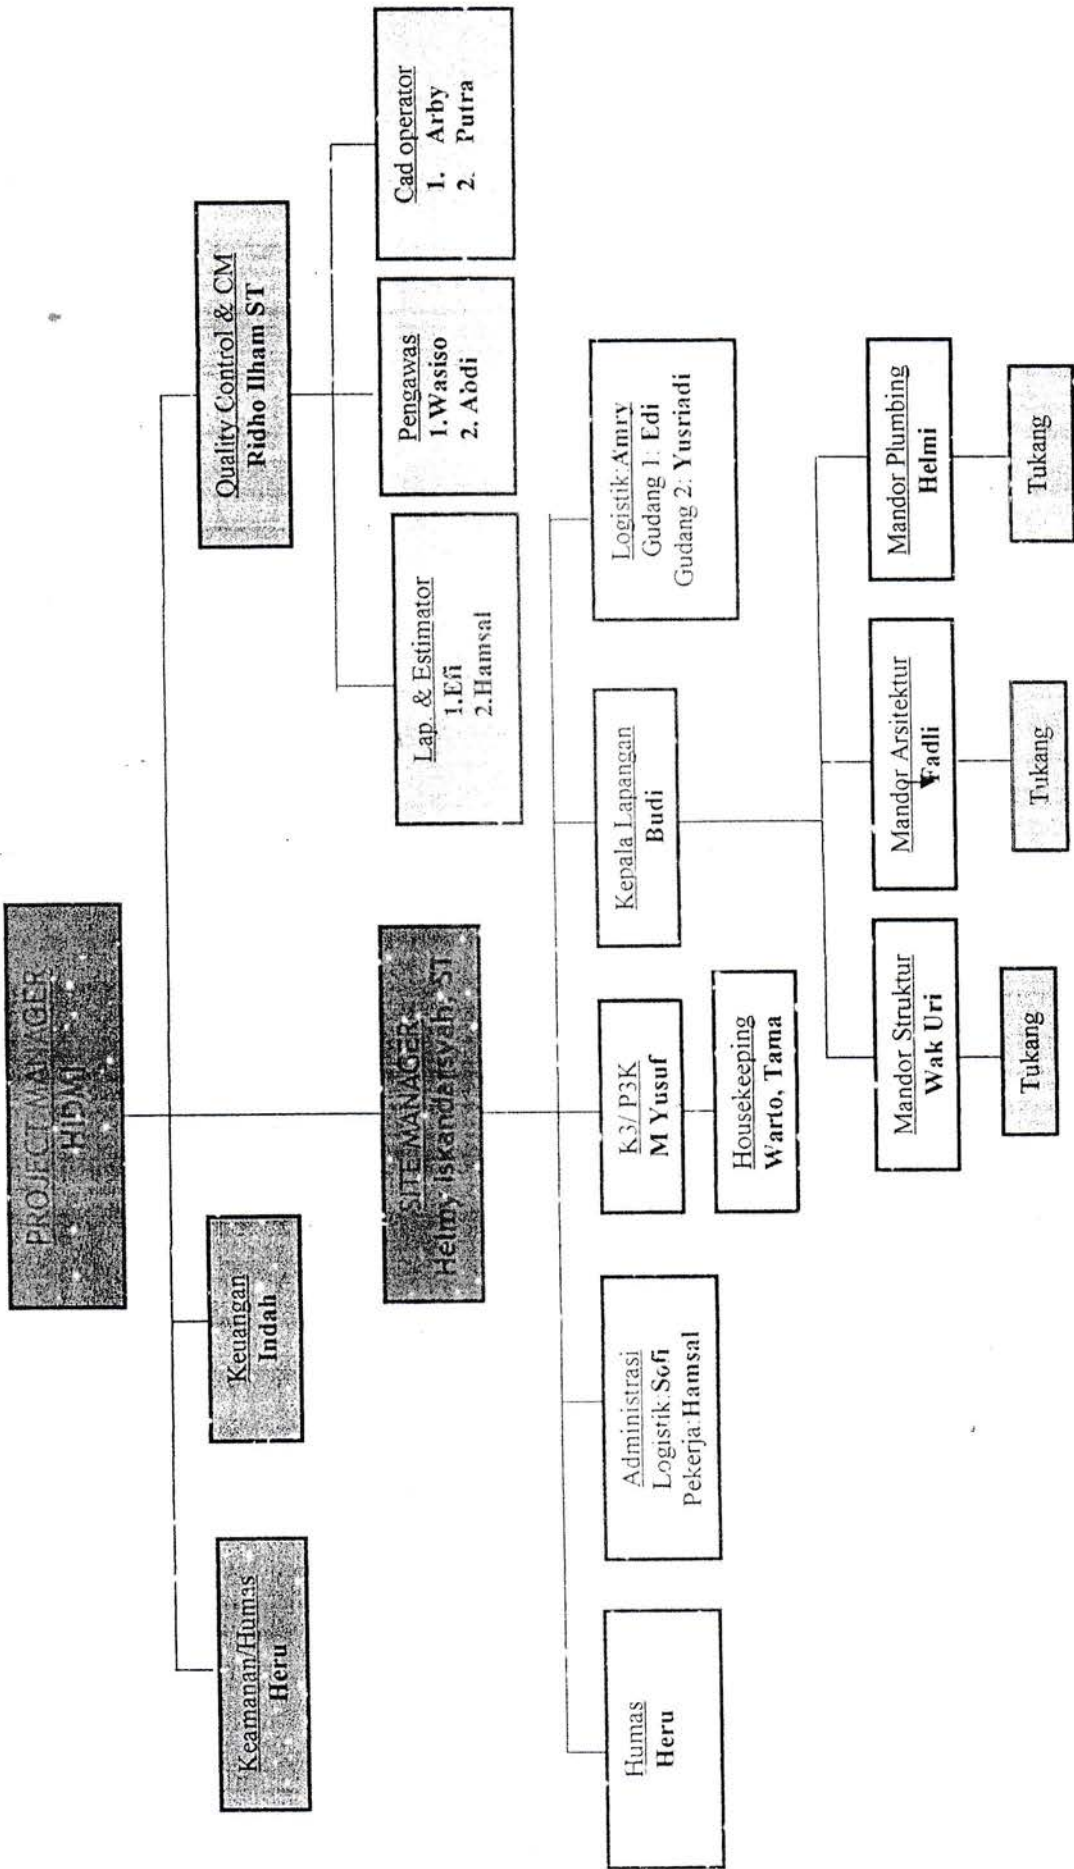 PROJECT MANAGER
HIDMI
Keamanan/Humas
Heru
Keuangan
Indah
Quality Control & CM
Ridho Ilham ST
SITE MANAGER
Helmy Iskandarsyah, ST
Lap. & Estimator
1.Efi
2.Hamsal
Pengawas
1.Wasiso
2. Abdi
Cad operator
1. Arby
2. Putra
Humas
Heru
Administrasi
Logistik:Sofi
Pekerja:Hamsal
K3/ P3K
M Yusuf
Housekeeping
Warto, Tama
Kepala Lapangan
Budi
Logistik:Amry
Gudang 1: Edi
Gudang 2: Yusriadi
Mandor Struktur
Wak Uri
Mandor Arsitektur
Fadli
Mandor Plumbing
Helmi
Tukang
Tukang
Tukang